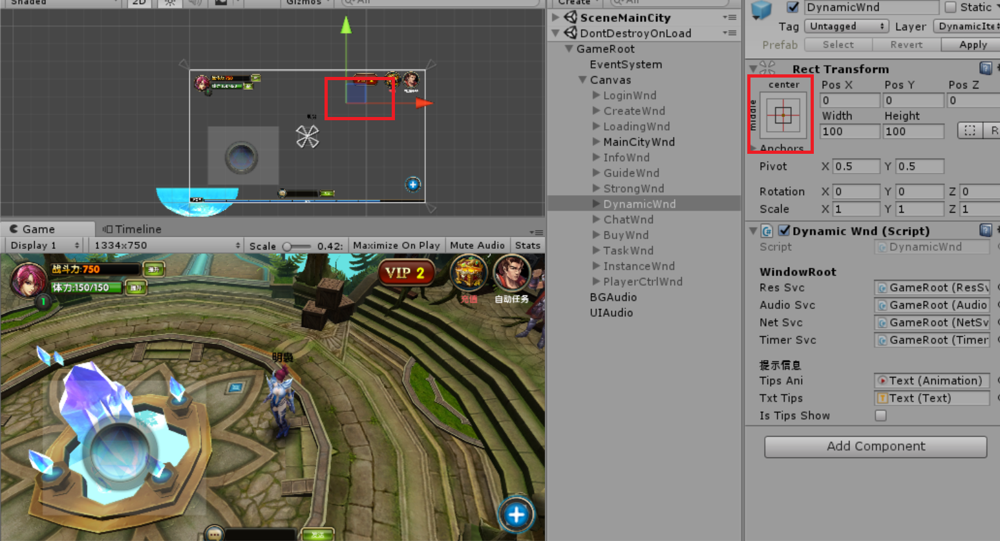 Shaded
2D
Gizmos
All
Game
Timeline
Display 1
1334x750
Scale
0.42:
Maximize On Play
Mute Audio
Stats
战斗力:750
提升
体力:150/150
提升
1
VIP 2
充值
自动任务
明袅
发送
Create
All
SceneMainCity
DontDestroyOnLoad
GameRoot
EventSystem
Canvas
LoginWnd
CreateWnd
LoadingWnd
MainCityWnd
InfoWnd
GuideWnd
StrongWnd
DynamicWnd
ChatWnd
BuyWnd
TaskWnd
InstanceWnd
PlayerCtrlWnd
BGAudio
UIAudio
DynamicWnd
Static
Tag Untagged
Layer DynamicIte
Prefab Select Revert Apply
Rect Transform
center
middle
Pos X Pos Y Pos Z
0 0 0
Width Height
100 100
R
Anchors
Pivot X 0.5 Y 0.5
Rotation X 0 Y 0 Z 0
Scale X 1 Y 1 Z 1
Dynamic Wnd (Script)
Script DynamicWnd
WindowRoot
Res Svc GameRoot (ResSv
Audio Svc GameRoot (Audio
Net Svc GameRoot (NetSv
Timer Svc GameRoot (Timer
提示信息
Tips Ani Text (Animation)
Txt Tips Text (Text)
Is Tips Show
Add Component